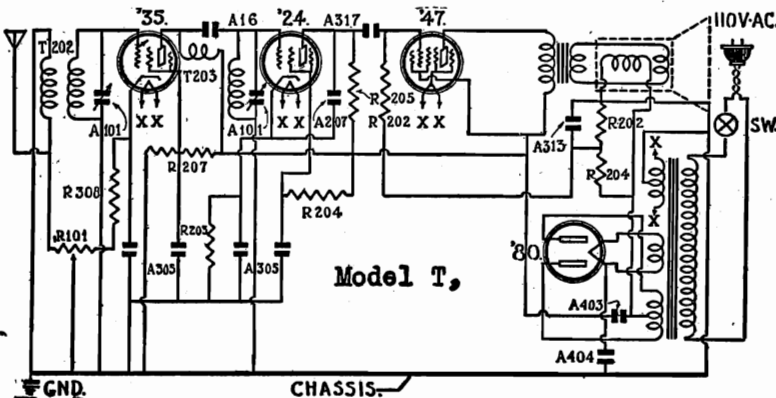 '35.
A16
'24.
A317
'47.
110V·AC.
T202
T203
A101
A101
A207
R205
R202
A313
R202
SW.
R308
R207
R204
R204
R101
R203
A305
A305
X X
X X
X X
X
X
'80.
Model T,
A403
A404
GND.
CHASSIS.